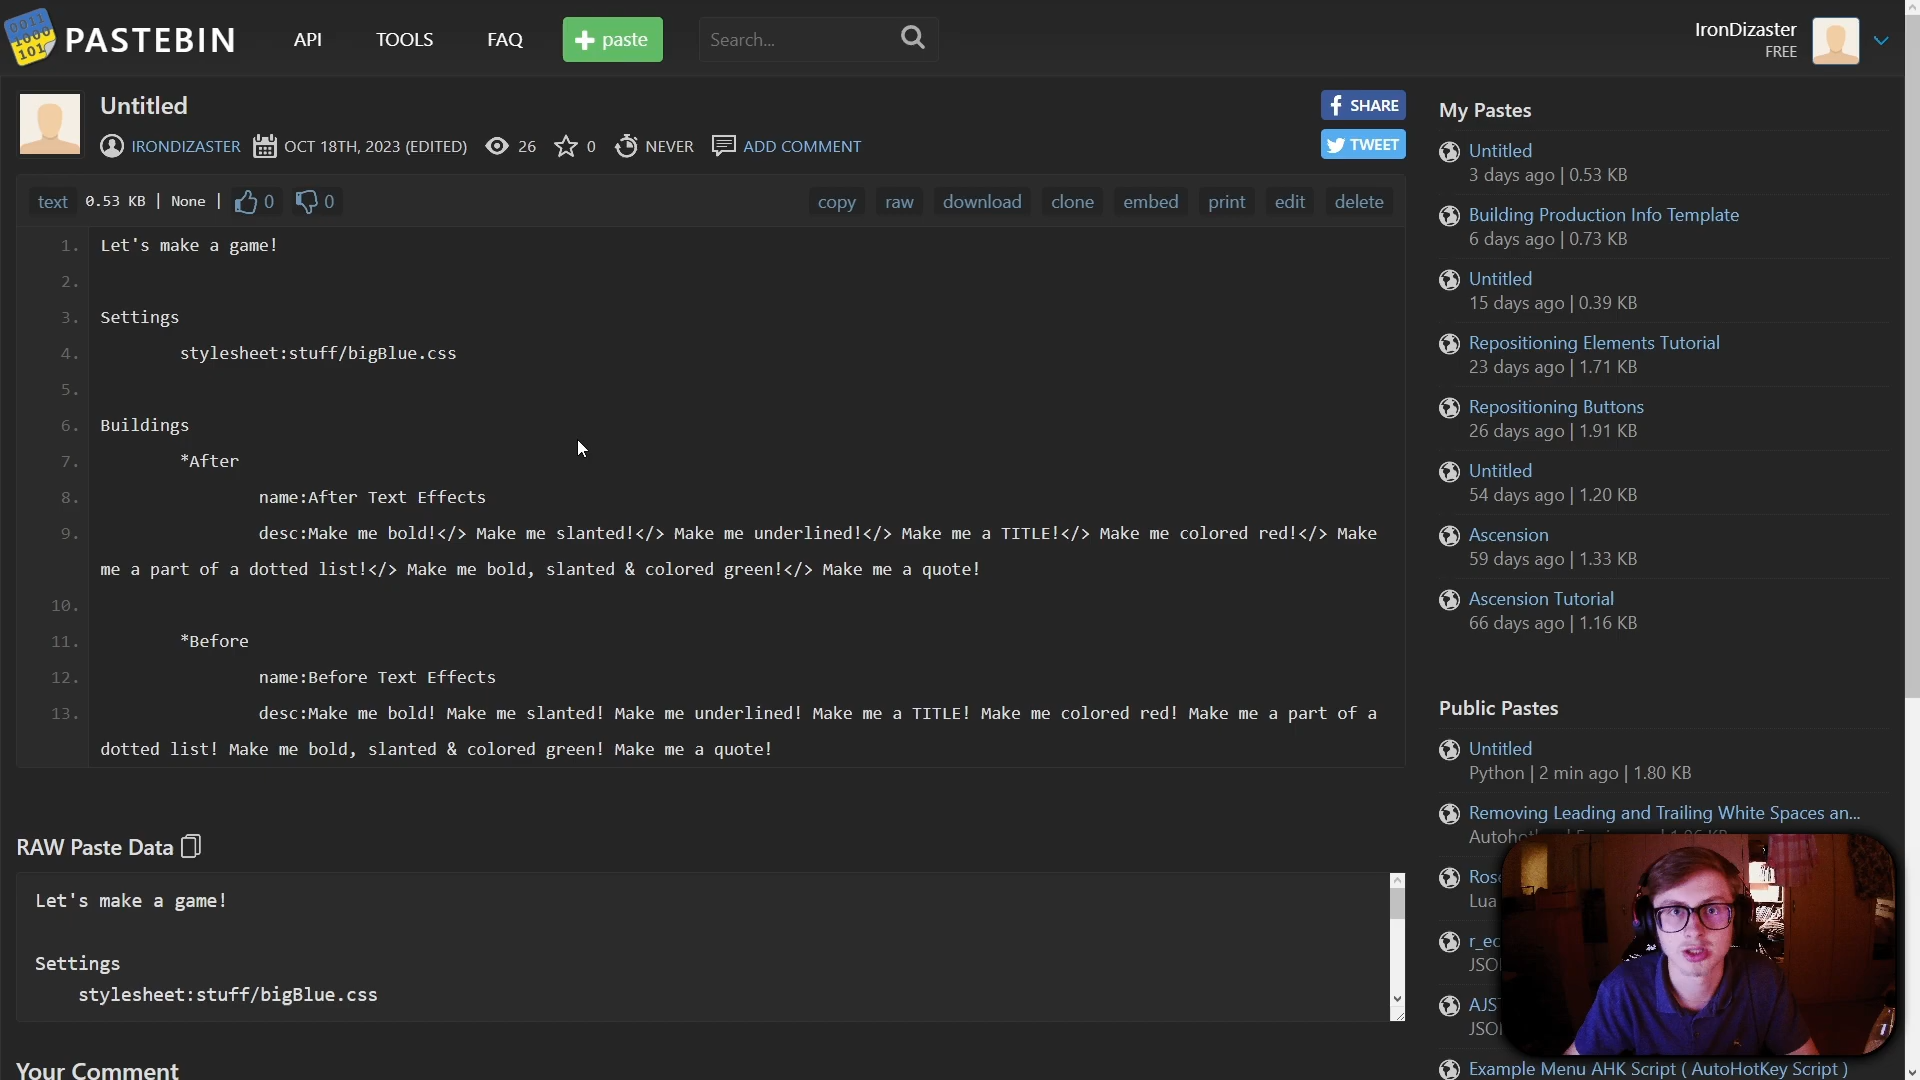 0011
1000
101
PASTEBIN
API
TOOLS
FAQ
+ paste
Search...
IronDizaster
FREE
Untitled
IRONDIZASTER
OCT 18TH, 2023 (EDITED)
26
0
NEVER
ADD COMMENT
SHARE
TWEET
text 0.53 KB | None | 0 0
copy
raw
download
clone
embed
print
edit
delete
1. Let's make a game!
2.
3. Settings
4. stylesheet:stuff/bigBlue.css
5.
6. Buildings
7. *After
8. name:After Text Effects
9. desc:Make me bold!</> Make me slanted!</> Make me underlined!</> Make me a TITLE!</> Make me colored red!</> Make
me a part of a dotted list!</> Make me bold, slanted & colored green!</> Make me a quote!
10.
11. *Before
12. name:Before Text Effects
13. desc:Make me bold! Make me slanted! Make me underlined! Make me a TITLE! Make me colored red! Make me a part of a
dotted list! Make me bold, slanted & colored green! Make me a quote!
RAW Paste Data
Let's make a game!
Settings
stylesheet:stuff/bigBlue.css
Your Comment
My Pastes
Untitled
3 days ago | 0.53 KB
Building Production Info Template
6 days ago | 0.73 KB
Untitled
15 days ago | 0.39 KB
Repositioning Elements Tutorial
23 days ago | 1.71 KB
Repositioning Buttons
26 days ago | 1.91 KB
Untitled
54 days ago | 1.20 KB
Ascension
59 days ago | 1.33 KB
Ascension Tutorial
66 days ago | 1.16 KB
Public Pastes
Untitled
Python | 2 min ago | 1.80 KB
Removing Leading and Trailing White Spaces an...
Lua
Example Menu AHK Script ( AutoHotKey Script )